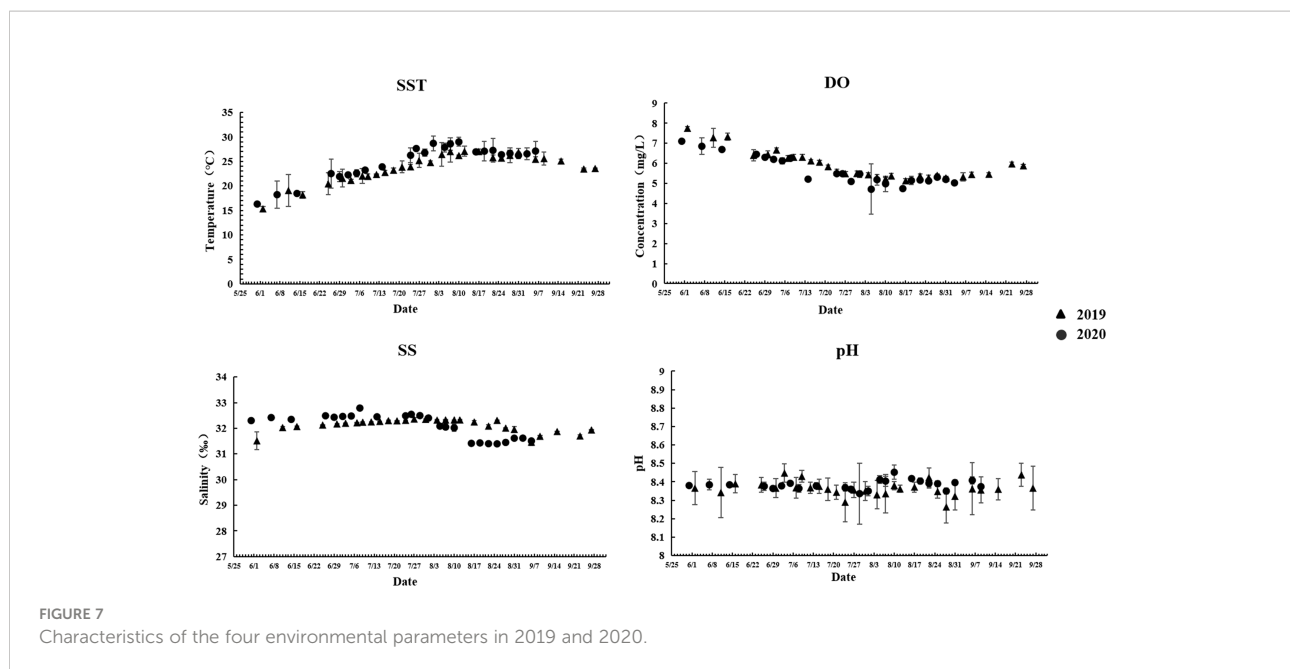 SST
35
30
25
20
15
10
5
0
Temperature（°C）
5/25 6/1 6/8 6/15 6/22 6/29 7/6 7/13 7/20 7/27 8/3 8/10 8/17 8/24 8/31 9/7 9/14 9/21 9/28
Date
DO
9
8
7
6
5
4
3
2
1
0
Concentration（mg/L）
5/25 6/1 6/8 6/15 6/22 6/29 7/6 7/13 7/20 7/27 8/3 8/10 8/17 8/24 8/31 9/7 9/14 9/21 9/28
Date
2019
2020
SS
34
33
32
31
30
29
28
27
Salinity（‰）
5/25 6/1 6/8 6/15 6/22 6/29 7/6 7/13 7/20 7/27 8/3 8/10 8/17 8/24 8/31 9/7 9/14 9/21 9/28
Date
pH
9
8.9
8.8
8.7
8.6
8.5
8.4
8.3
8.2
8.1
8
pH
5/25 6/1 6/8 6/15 6/22 6/29 7/6 7/13 7/20 7/27 8/3 8/10 8/17 8/24 8/31 9/7 9/14 9/21 9/28
Date
FIGURE 7
Characteristics of the four environmental parameters in 2019 and 2020.